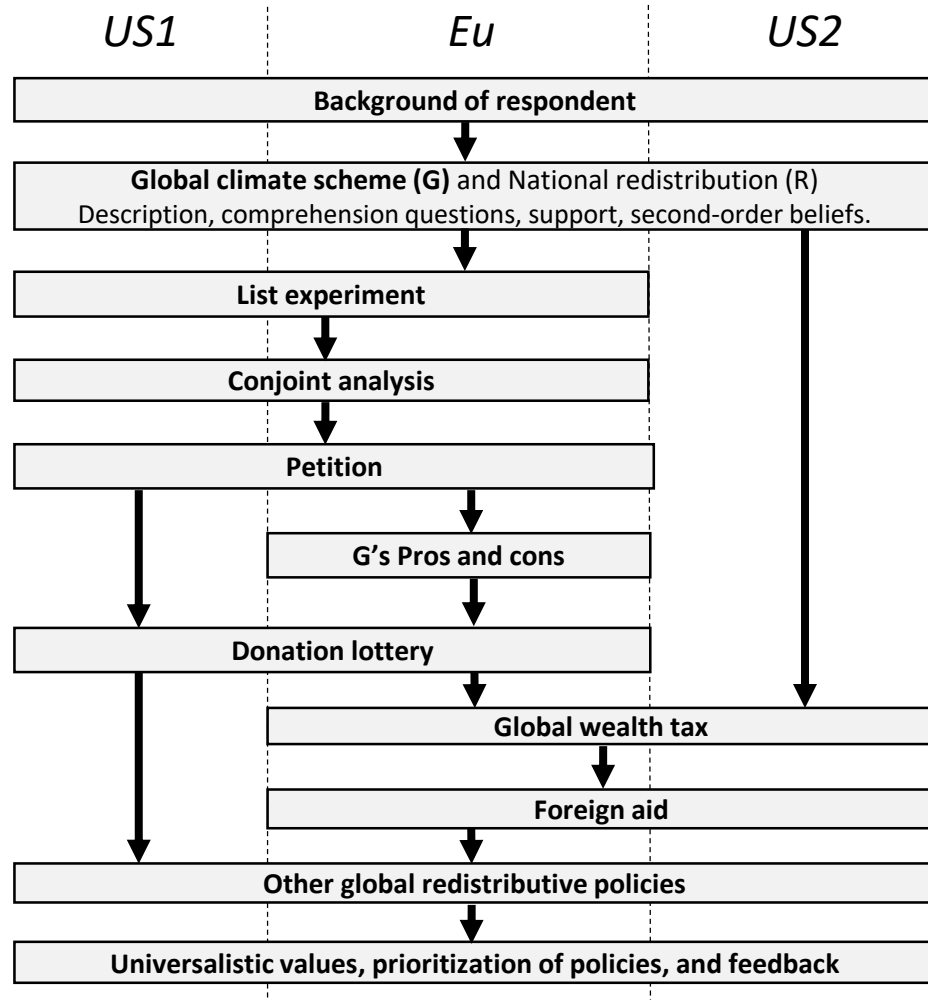 US1 Eu US2
Background of respondent
Global climate scheme (G) and National redistribution (R)
Description, comprehension questions, support, second-order beliefs.
List experiment
Conjoint analysis
Petition
G’s Pros and cons
Donation lottery
Global wealth tax
Foreign aid
Other global redistributive policies
Universalistic values, prioritization of policies, and feedback